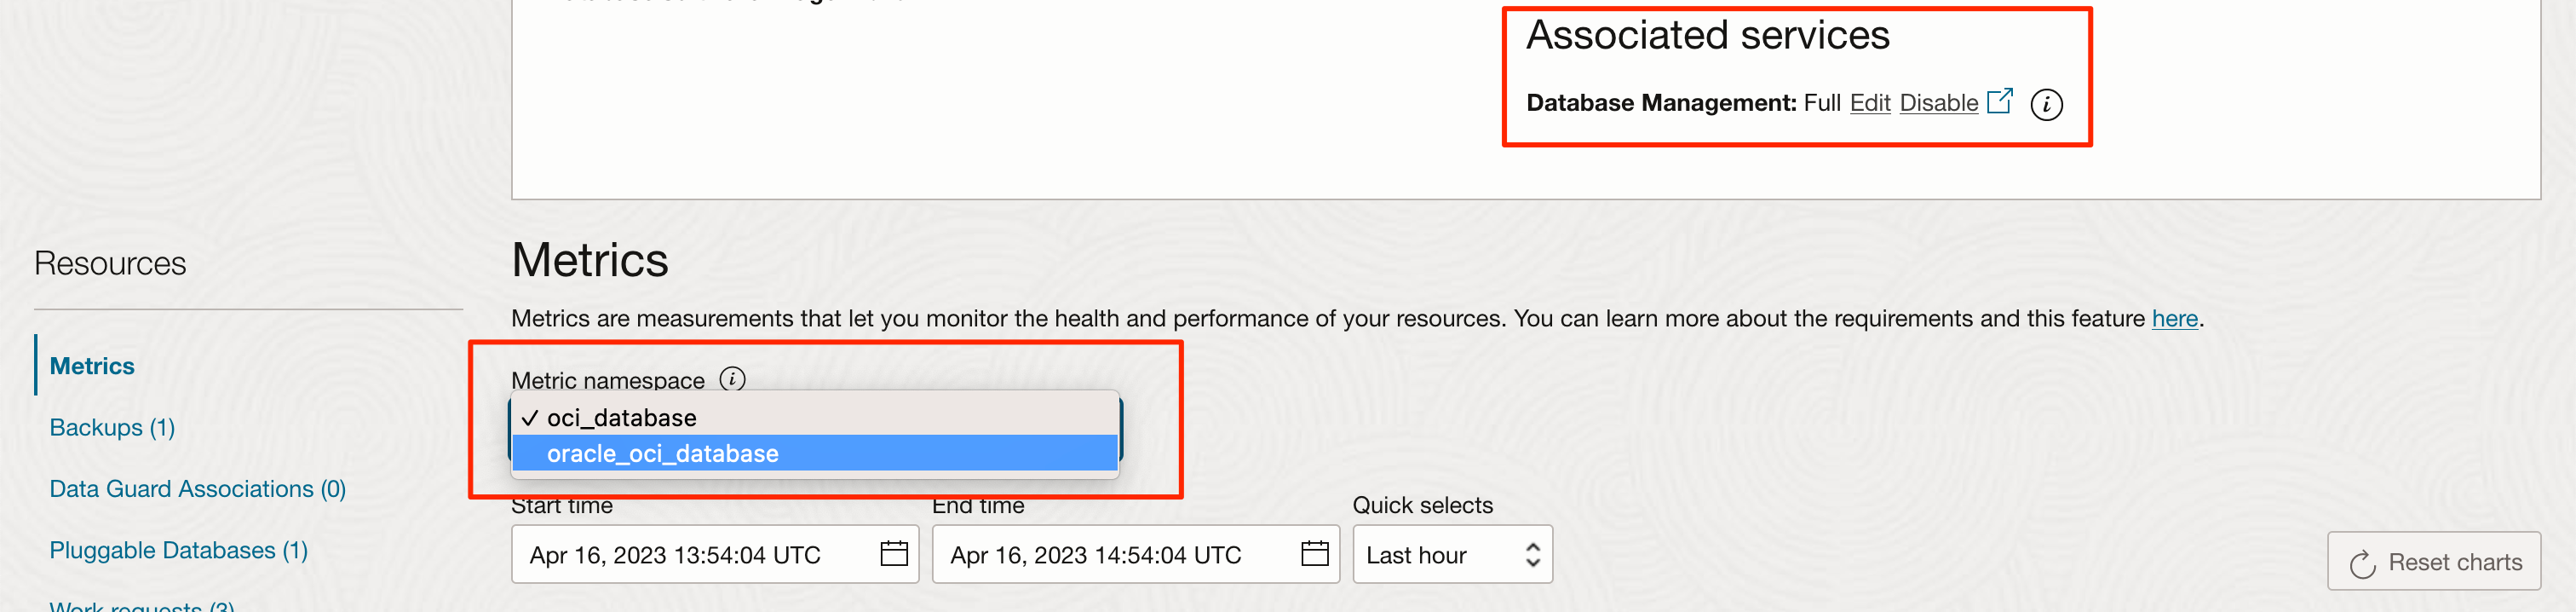 Associated services
Database Management: Full Edit Disable
Resources
Metrics
Metrics are measurements that let you monitor the health and performance of your resources. You can learn more about the requirements and this feature here.
Metrics
Backups (1)
Data Guard Associations (0)
Pluggable Databases (1)
Work requests (3)
Metric namespace
✓ oci_database
oracle_oci_database
Start time End time Quick selects
Apr 16, 2023 13:54:04 UTC Apr 16, 2023 14:54:04 UTC Last hour
Reset charts